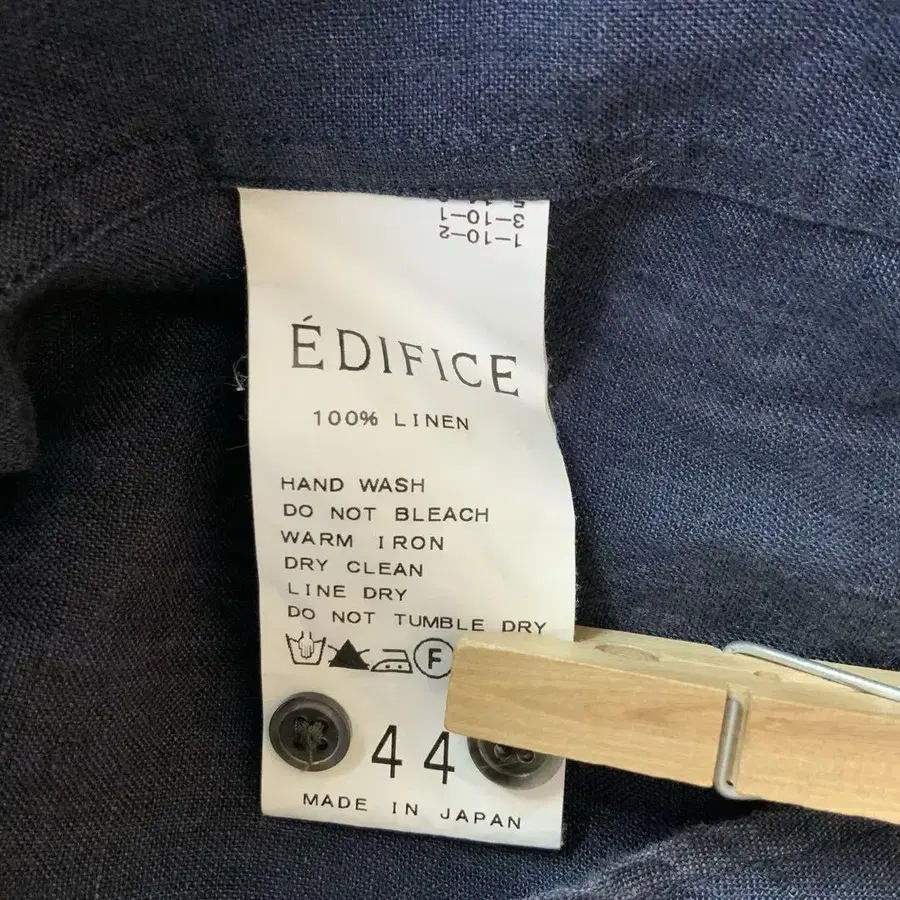 3-10-1
1-10-2
ÉDIFICE
100% LINEN
HAND WASH
DO NOT BLEACH
WARM IRON
DRY CLEAN
LINE DRY
DO NOT TUMBLE DRY
F
44
MADE IN JAPAN